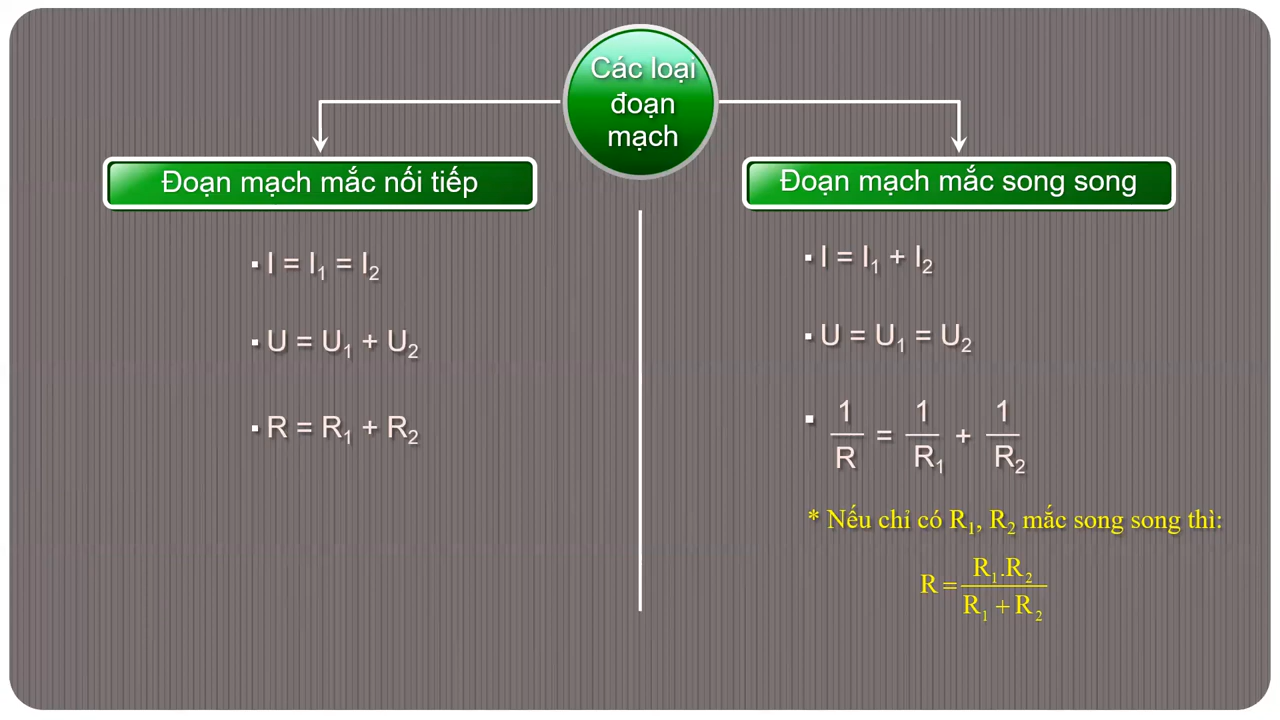 Các loại
đoạn
mạch
Đoạn mạch mắc nối tiếp
▪ I = I₁ = I₂
▪ U = U₁ + U₂
▪ R = R₁ + R₂
Đoạn mạch mắc song song
▪ I = I₁ + I₂
▪ U = U₁ = U₂
▪ 1/R = 1/R₁ + 1/R₂
* Nếu chỉ có R₁, R₂ mắc song song thì:
R = R₁.R₂ / R₁ + R₂